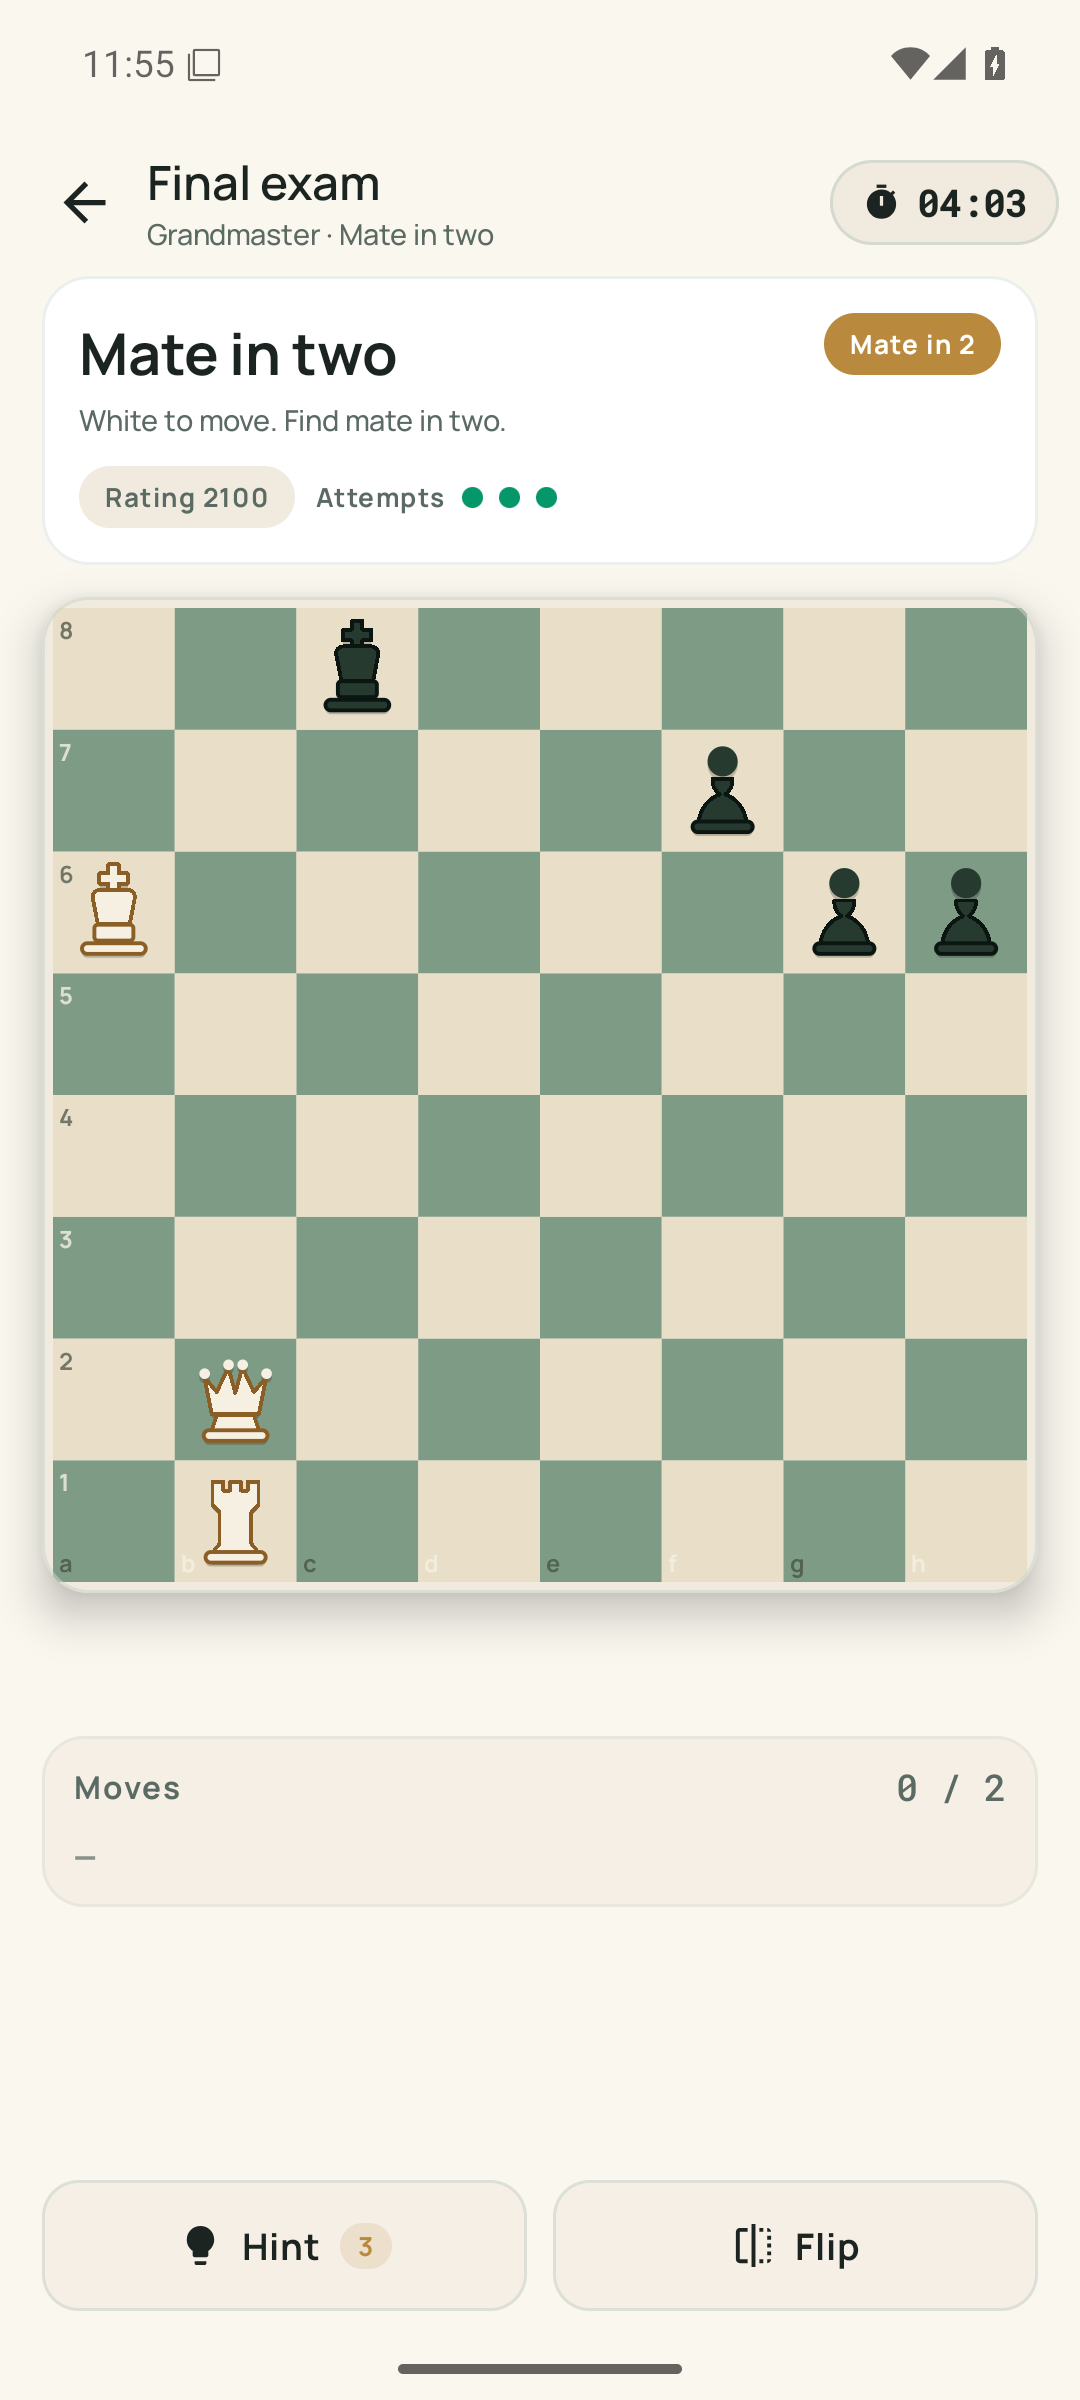 11:55
Final exam
Grandmaster · Mate in two
04:03
Mate in two
Mate in 2
White to move. Find mate in two.
Rating 2100 Attempts
8
7
6
5
4
3
2
1
a b c d e f g h
Moves 0 / 2
—
Hint 3 Flip